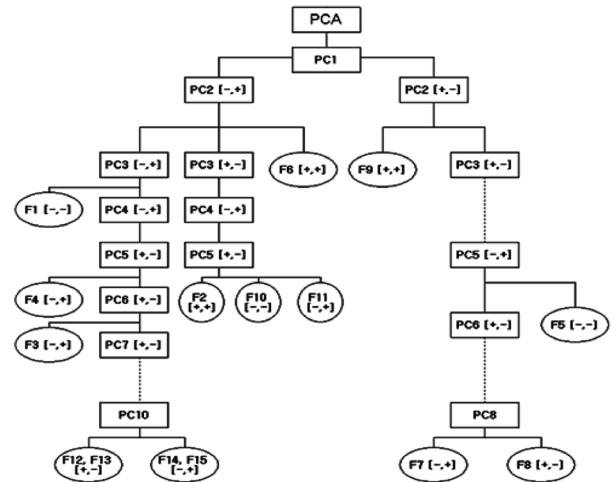 PCA
PC1
PC2 [-,+]
PC2 [+,-]
PC3 [-,+]
PC3 [+,-]
F6 [+,+]
F9 [+,+]
PC3 [+,-]
F1 [-,-]
PC4 [-,+]
PC4 [-,+]
PC5 [+,-]
PC5 [+,-]
PC5 [-,+]
F4 [-,+]
PC6 [+,-]
F2
[+,+]
F10
[-,-]
F11
[-,+]
PC6 [+,-]
F5 [-,-]
F3 [-,+]
PC7 [+,-]
PC10
PC8
F12, F13
[+,-]
F14, F15
[-,+]
F7 [-,+]
F8 [+,-]